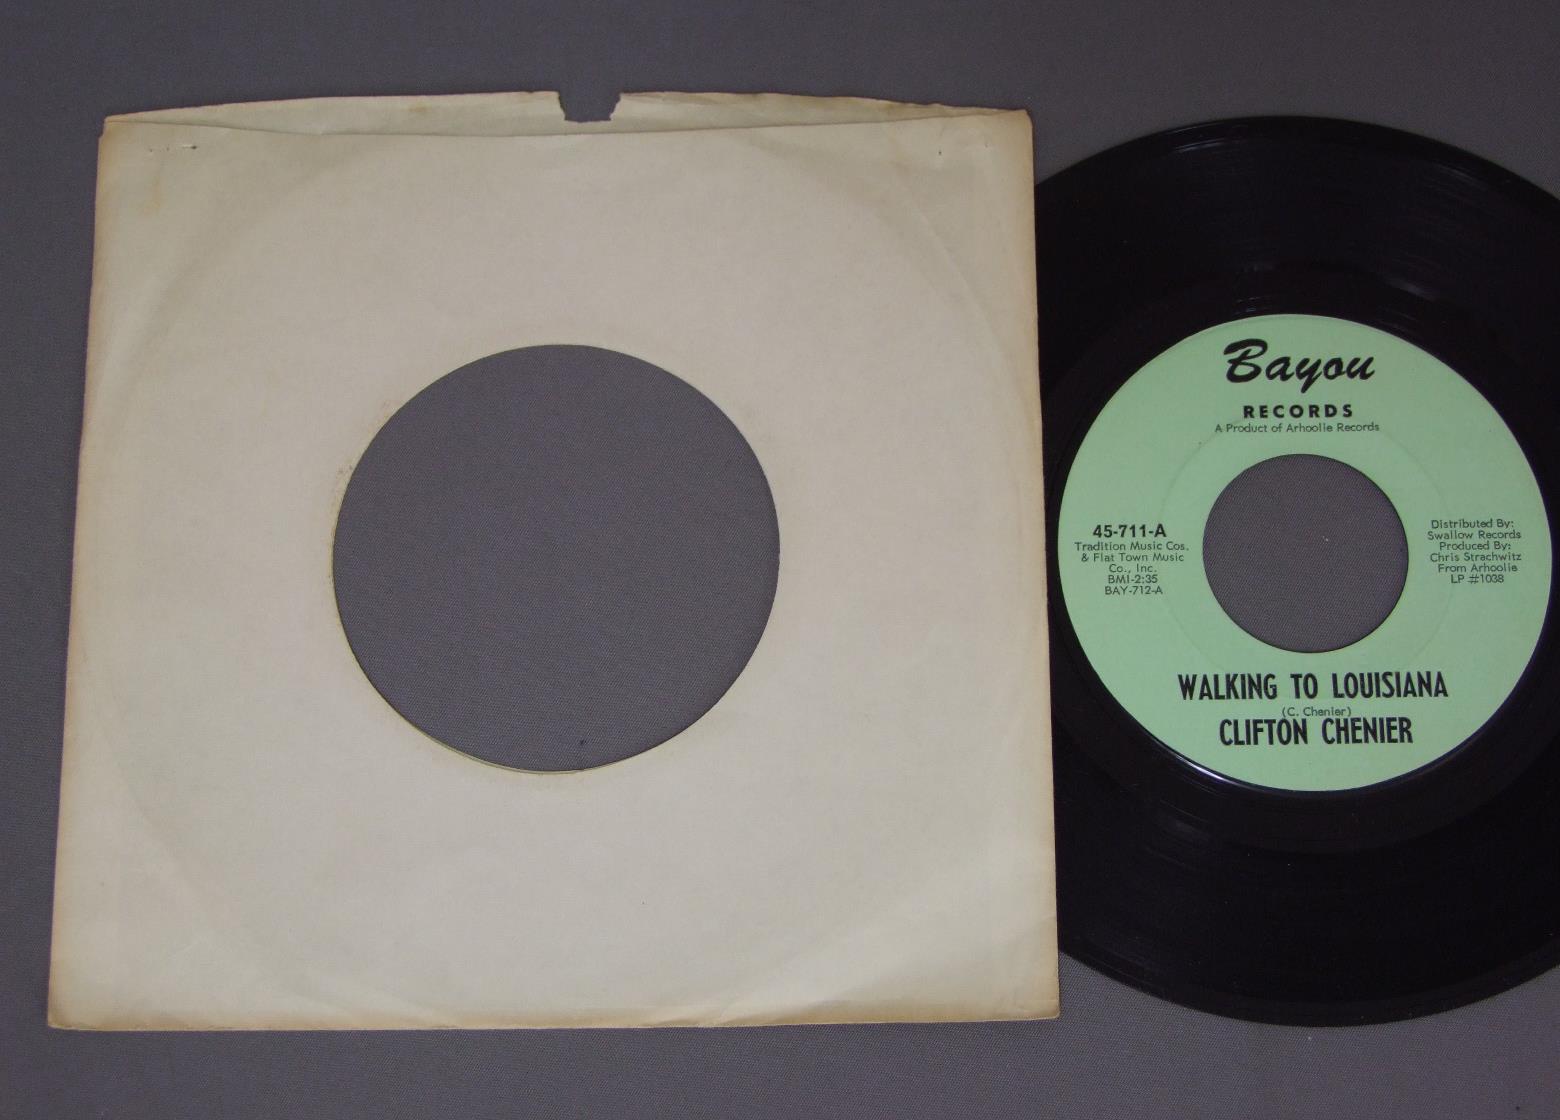 Bayou
RECORDS
A Product of Arhoolie Records
45-711-A
Tradition Music Cos.
& Flat Town Music
Co., Inc.
BMI-2:35
BAY-712-A
Distributed By:
Swallow Records
Produced By:
Chris Strachwitz
From Arhoolie
LP #1038
WALKING TO LOUISIANA
(C. Chenier)
CLIFTON CHENIER